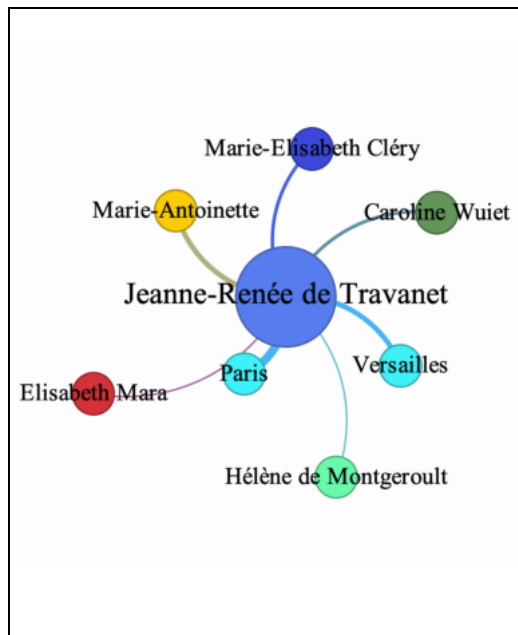 Marie-Elisabeth Cléry
Marie-Antoinette
Caroline Wuiet
Jeanne-Renée de Travanet
Versailles
Paris
Elisabeth Mara
Hélène de Montgeroult